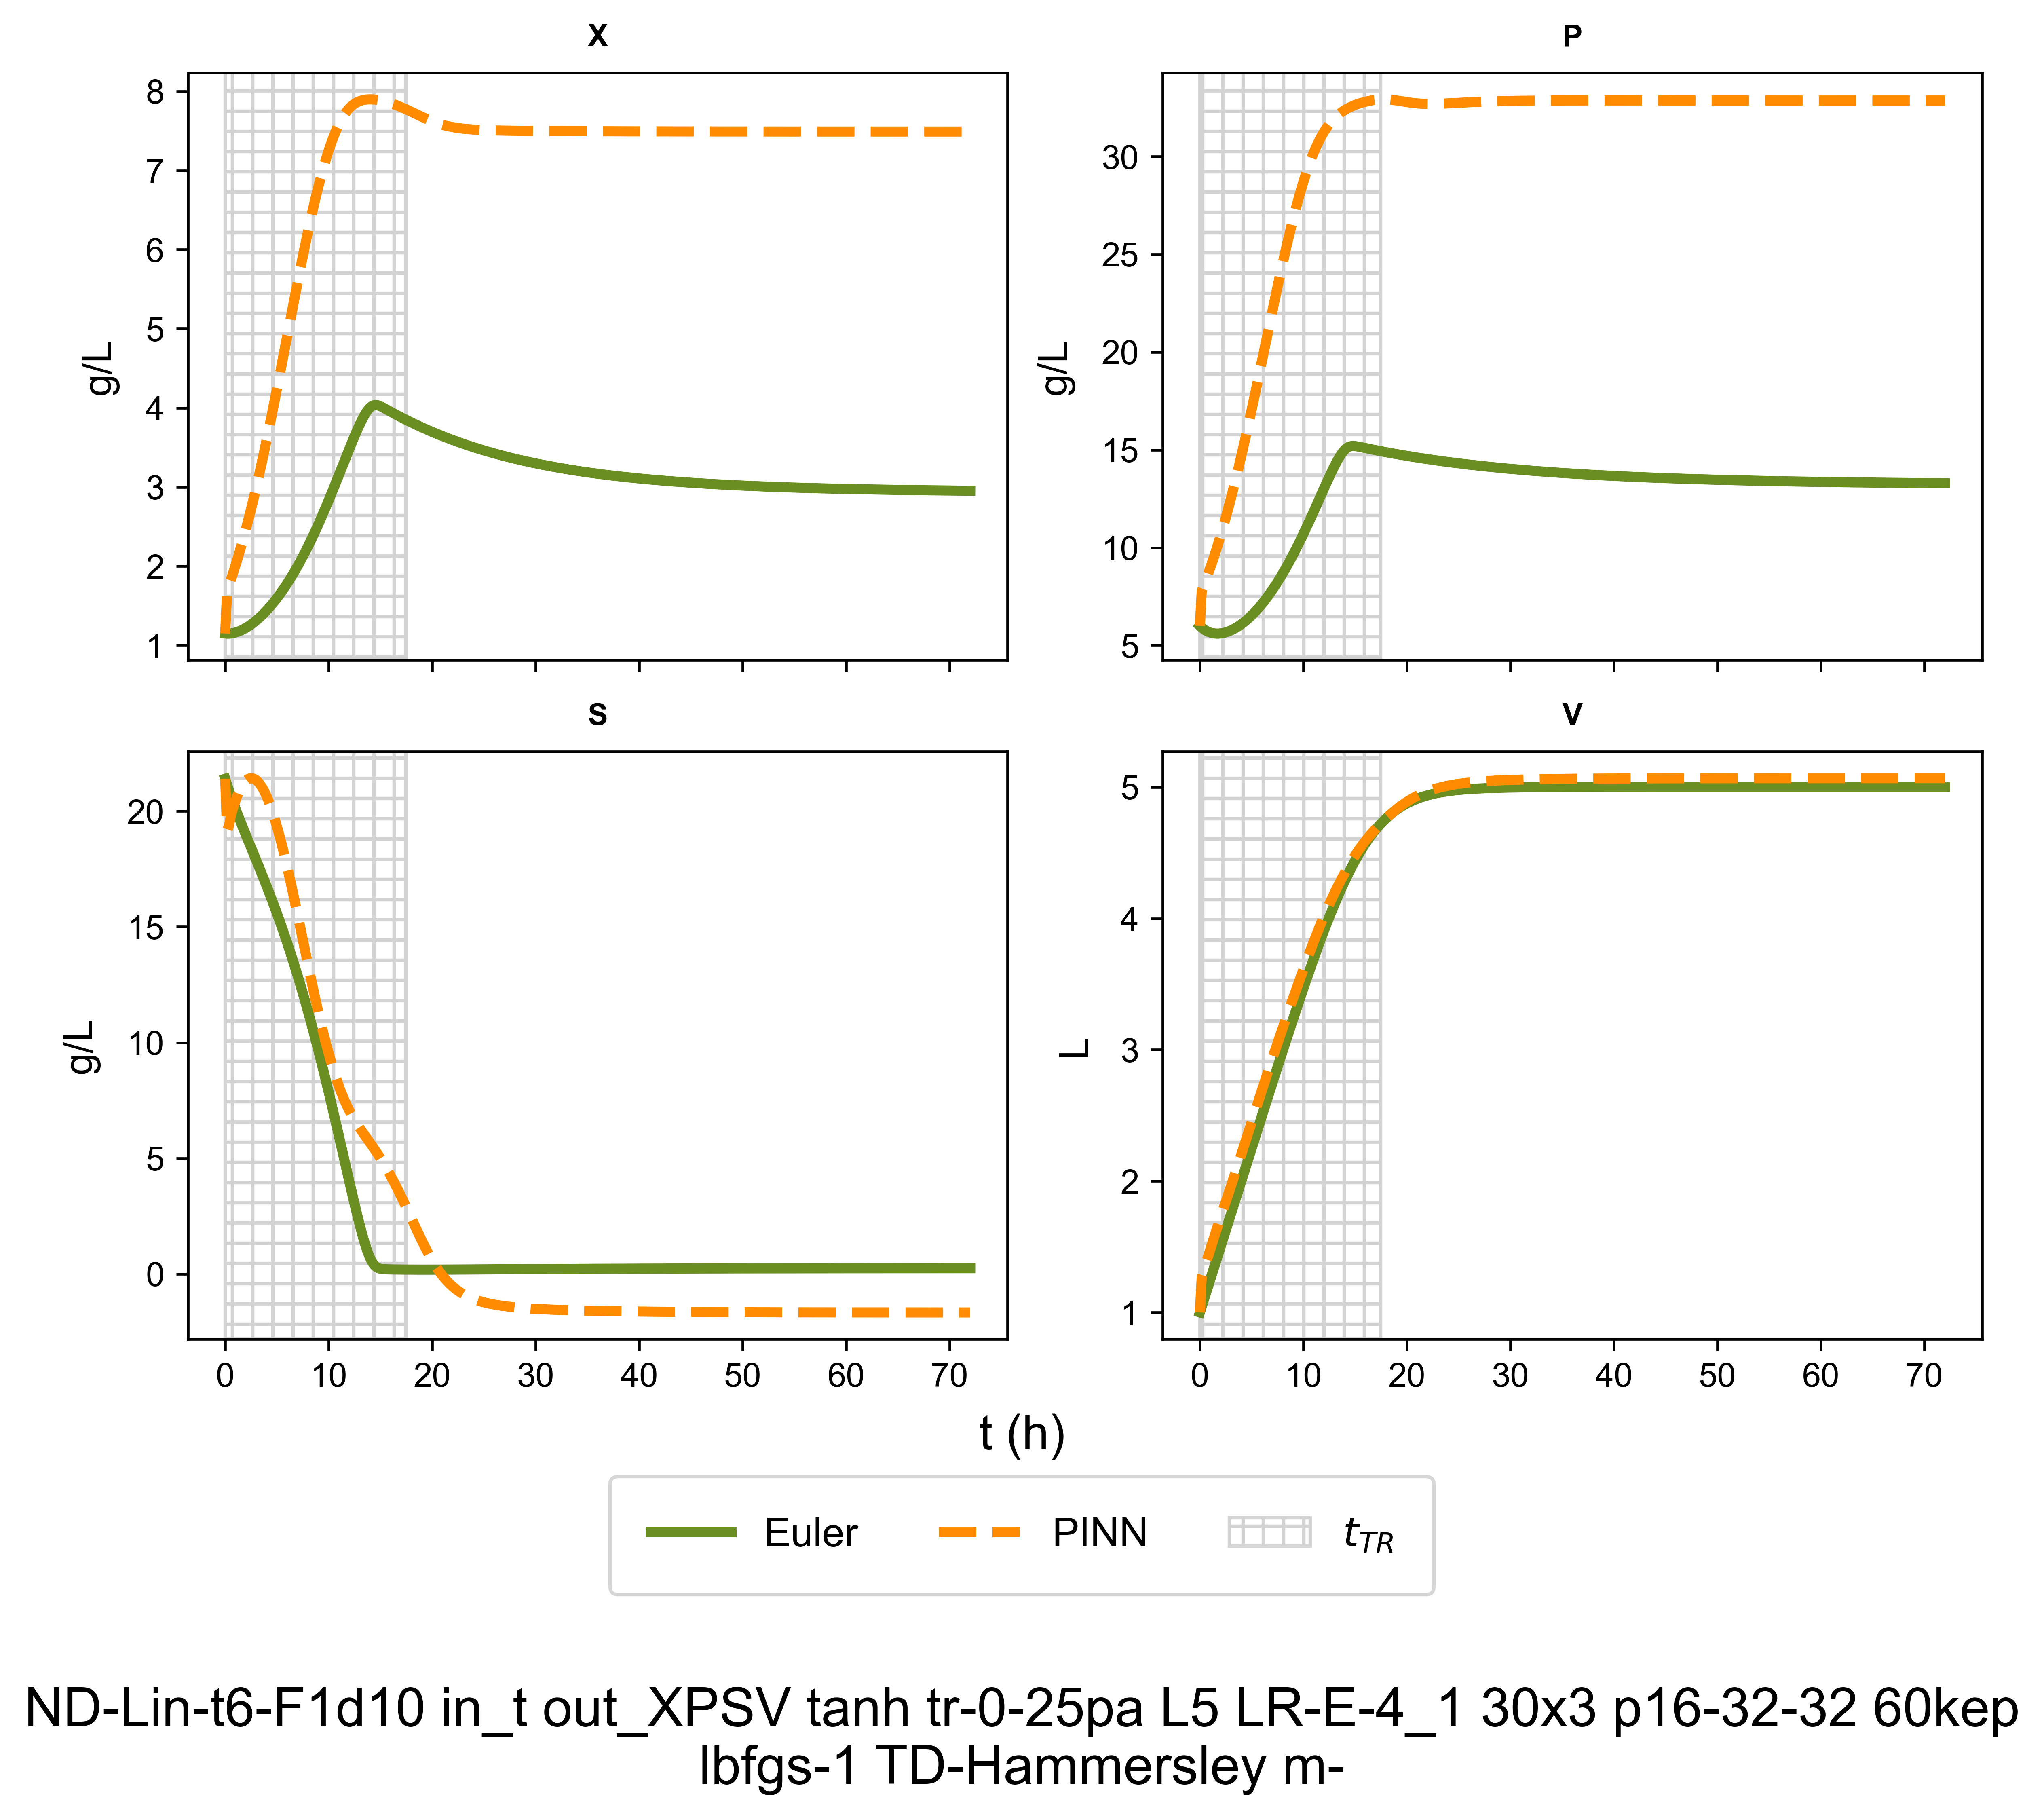 X
P
8
7
6
5
4
3
2
1
g/L
30
25
20
15
10
5
g/L
S
V
20
15
10
5
0
g/L
5
4
3
2
1
L
0 10 20 30 40 50 60 70
0 10 20 30 40 50 60 70
t (h)
Euler PINN t_TR
ND-Lin-t6-F1d10 in_t out_XPSV tanh tr-0-25pa L5 LR-E-4_1 30x3 p16-32-32 60kep
lbfgs-1 TD-Hammersley m-